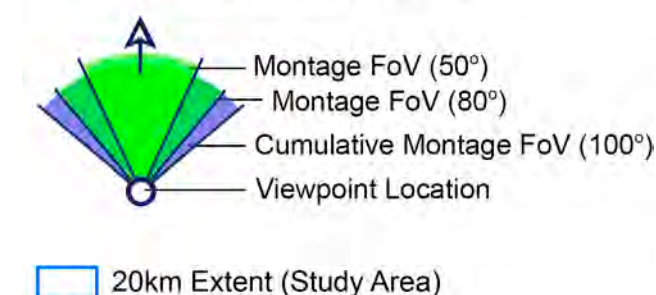 Montage FoV (50°)
Montage FoV (80°)
Cumulative Montage FoV (100°)
Viewpoint Location
20km Extent (Study Area)